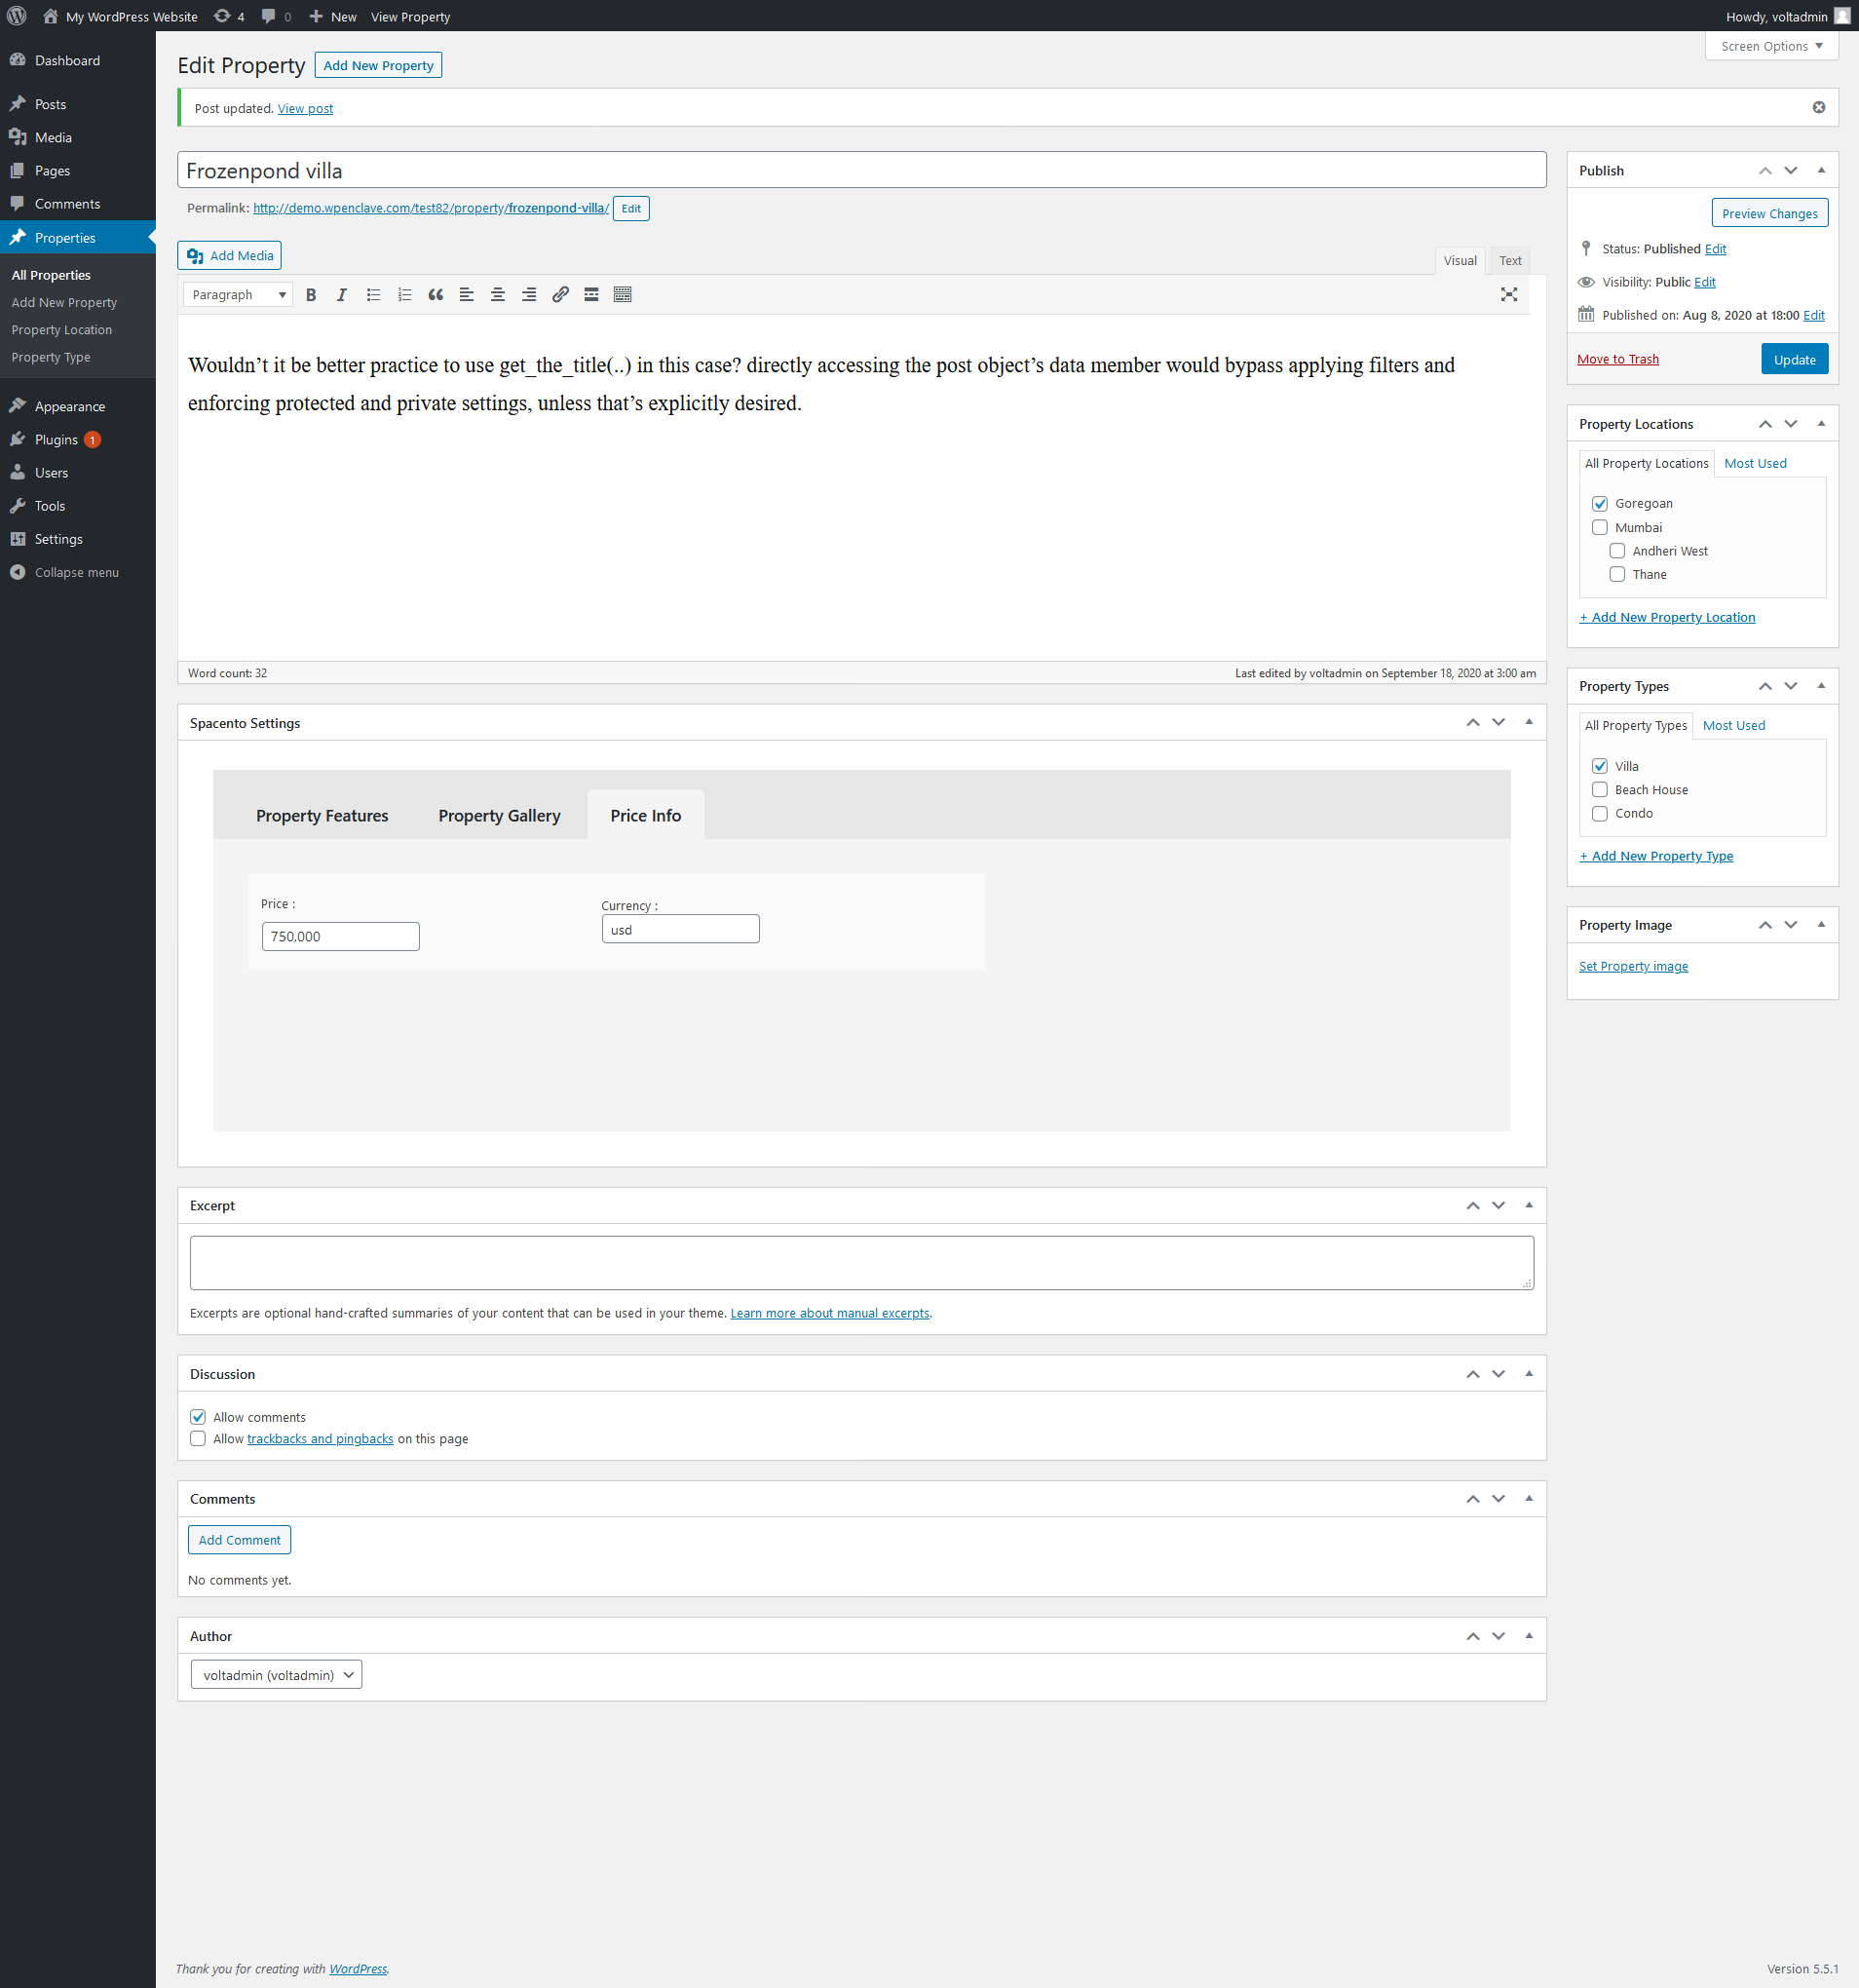 My WordPress Website 4 0 New View Property Howdy, voltadmin
Screen Options
Dashboard
Posts
Media
Pages
Comments
Properties
All Properties
Add New Property
Property Location
Property Type
Appearance
Plugins 1
Users
Tools
Settings
Collapse menu
Edit Property Add New Property
Post updated. View post
Frozenpond villa
Permalink: http://demo.wpenclave.com/test82/property/frozenpond-villa/ Edit
Add Media Visual Text
Paragraph
Wouldn’t it be better practice to use get_the_title(..) in this case? directly accessing the post object’s data member would bypass applying filters and
enforcing protected and private settings, unless that’s explicitly desired.
Word count: 32 Last edited by voltadmin on September 18, 2020 at 3:00 am
Spacento Settings
Property Features Property Gallery Price Info
Price : Currency :
750,000 usd
Excerpt
Excerpts are optional hand-crafted summaries of your content that can be used in your theme. Learn more about manual excerpts.
Discussion
Allow comments
Allow trackbacks and pingbacks on this page
Comments
Add Comment
No comments yet.
Author
voltadmin (voltadmin)
Publish
Preview Changes
Status: Published Edit
Visibility: Public Edit
Published on: Aug 8, 2020 at 18:00 Edit
Move to Trash Update
Property Locations
All Property Locations Most Used
Goregoan
Mumbai
Andheri West
Thane
+ Add New Property Location
Property Types
All Property Types Most Used
Villa
Beach House
Condo
+ Add New Property Type
Property Image
Set Property image
Thank you for creating with WordPress. Version 5.5.1